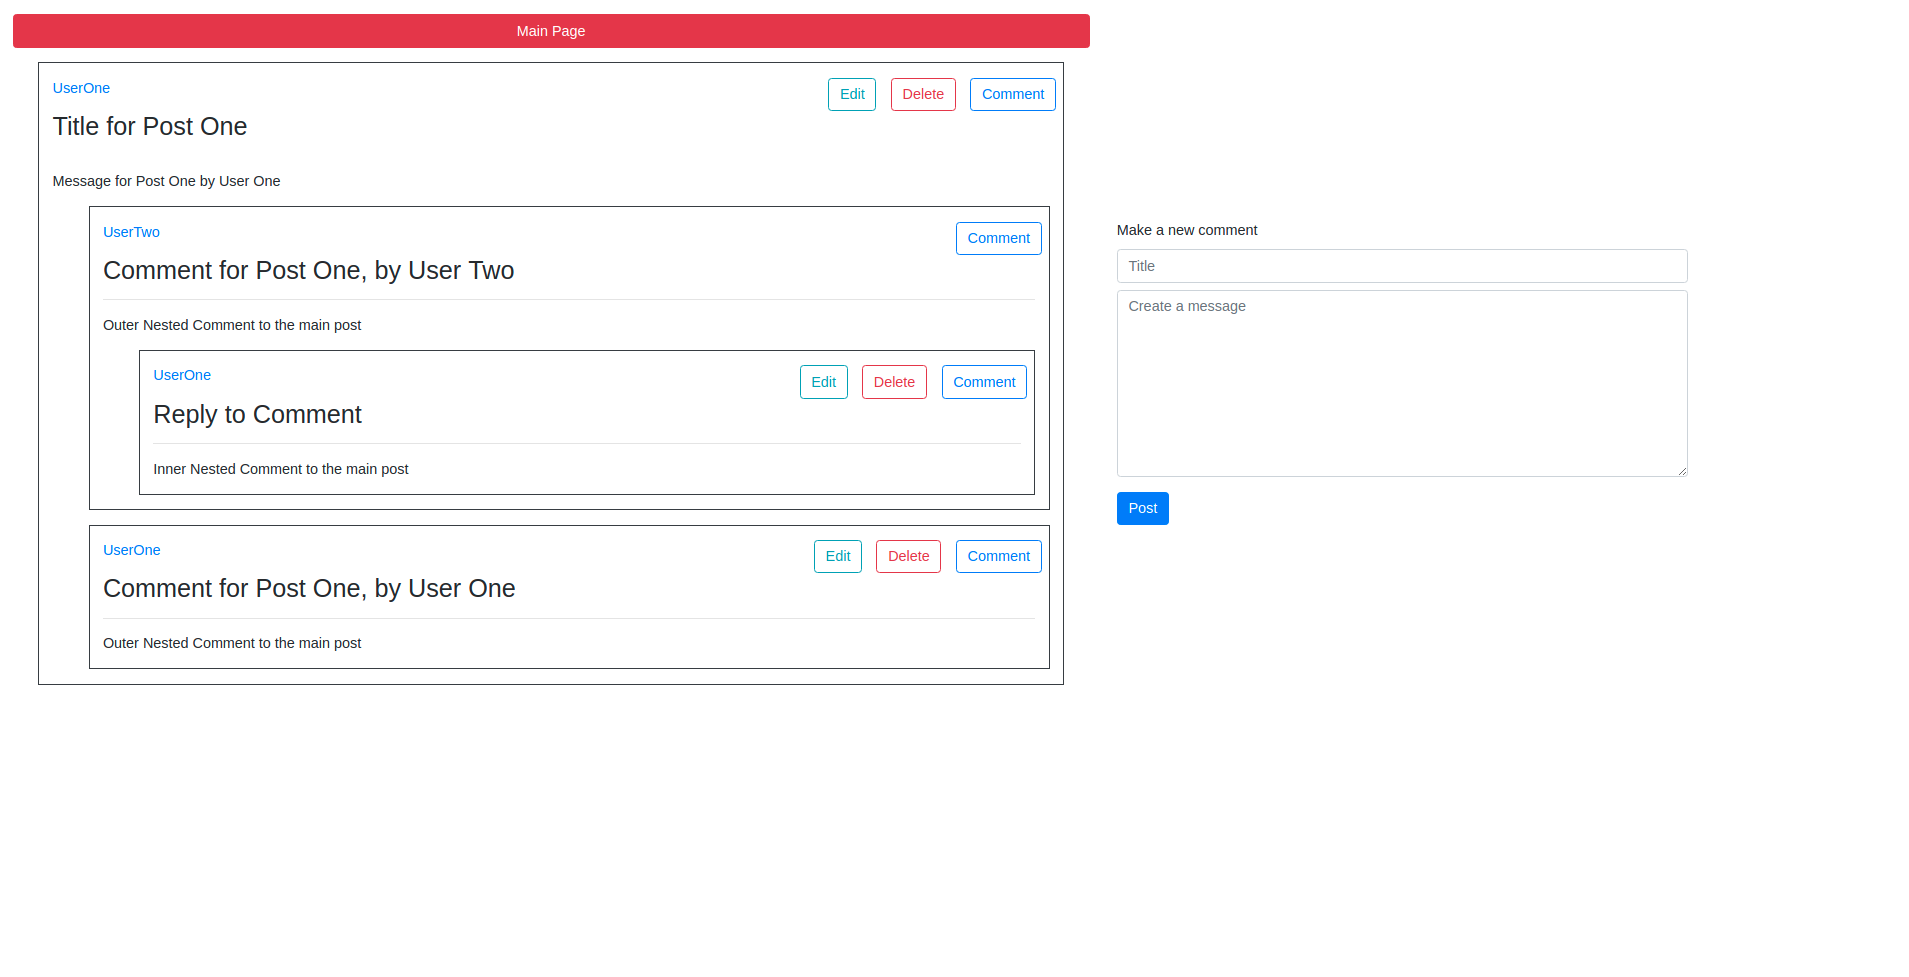 Main Page
UserOne
Edit Delete Comment
Title for Post One
Message for Post One by User One
UserTwo
Comment
Comment for Post One, by User Two
Outer Nested Comment to the main post
UserOne
Edit Delete Comment
Reply to Comment
Inner Nested Comment to the main post
UserOne
Edit Delete Comment
Comment for Post One, by User One
Outer Nested Comment to the main post
Make a new comment
Title
Create a message
Post